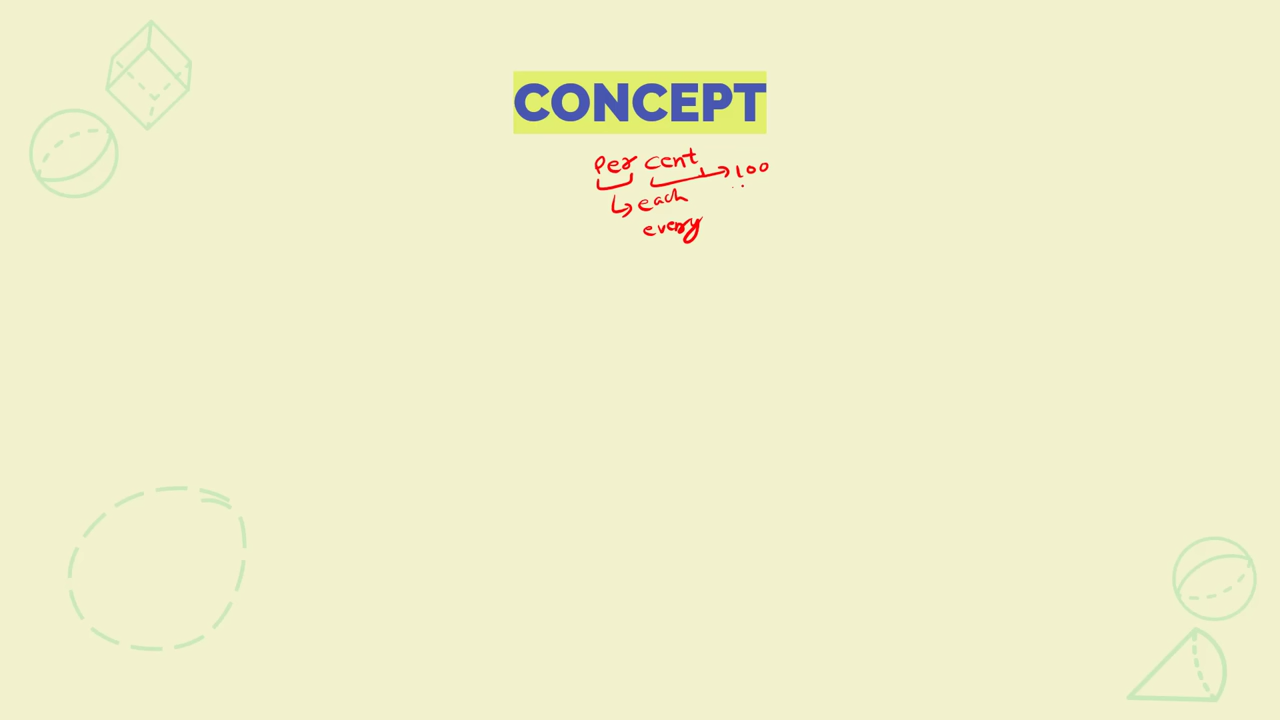 CONCEPT
Per cent → 100
↳ each
every